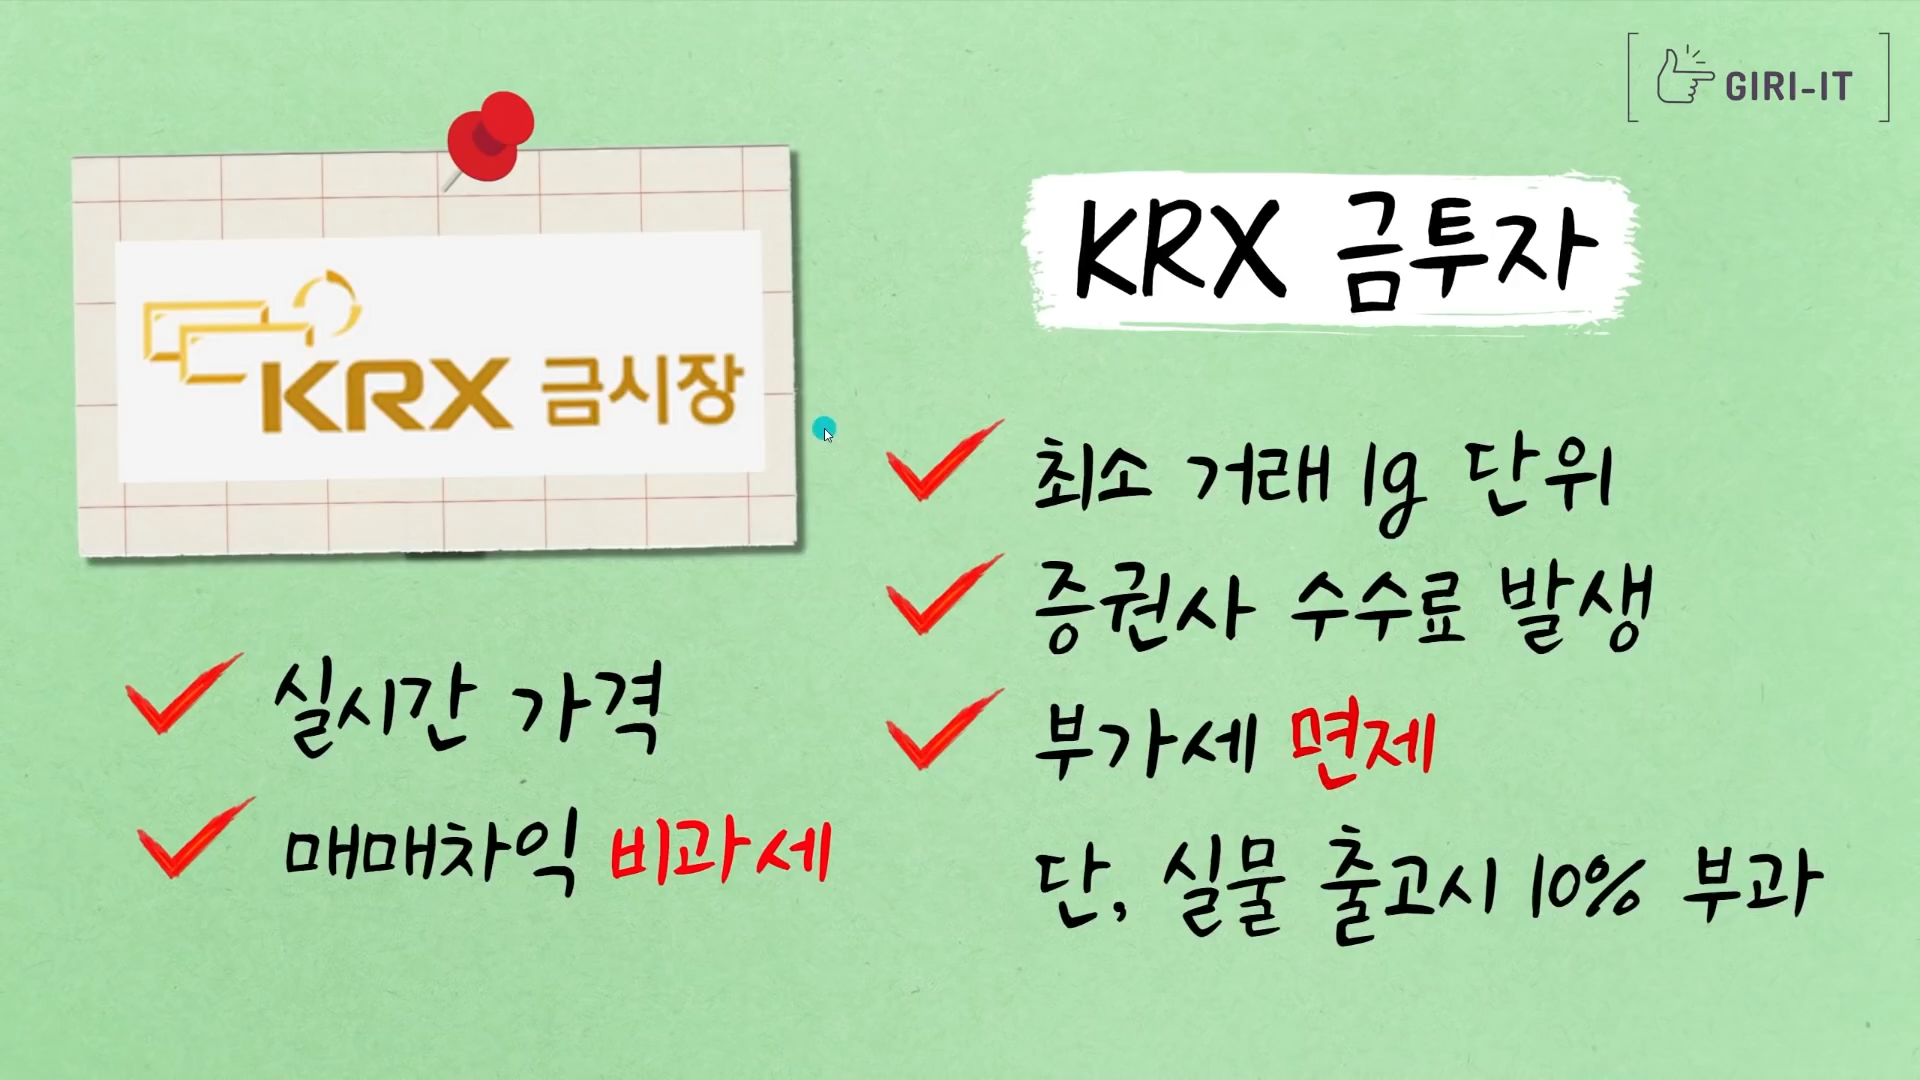 GIRI-IT
KRX 금시장
KRX 금투자
실시간 가격
매매차익 비과세
최소 거래 1g 단위
증권사 수수료 발생
부가세 면제
단, 실물 출고시 10% 부과